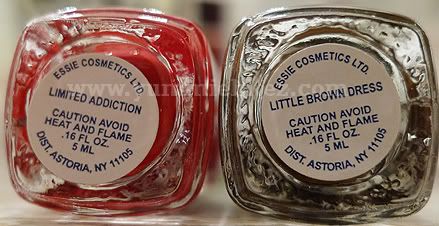 ESSIE COSMETICS LTD.
LIMITED ADDICTION
CAUTION AVOID
HEAT AND FLAME
.16 FL. OZ.
5 ML
DIST. ASTORIA, NY 11105
ESSIE COSMETICS LTD.
LITTLE BROWN DRESS
CAUTION AVOID
HEAT AND FLAME
.16 FL OZ.
5 ML
DIST. ASTORIA, NY 11105